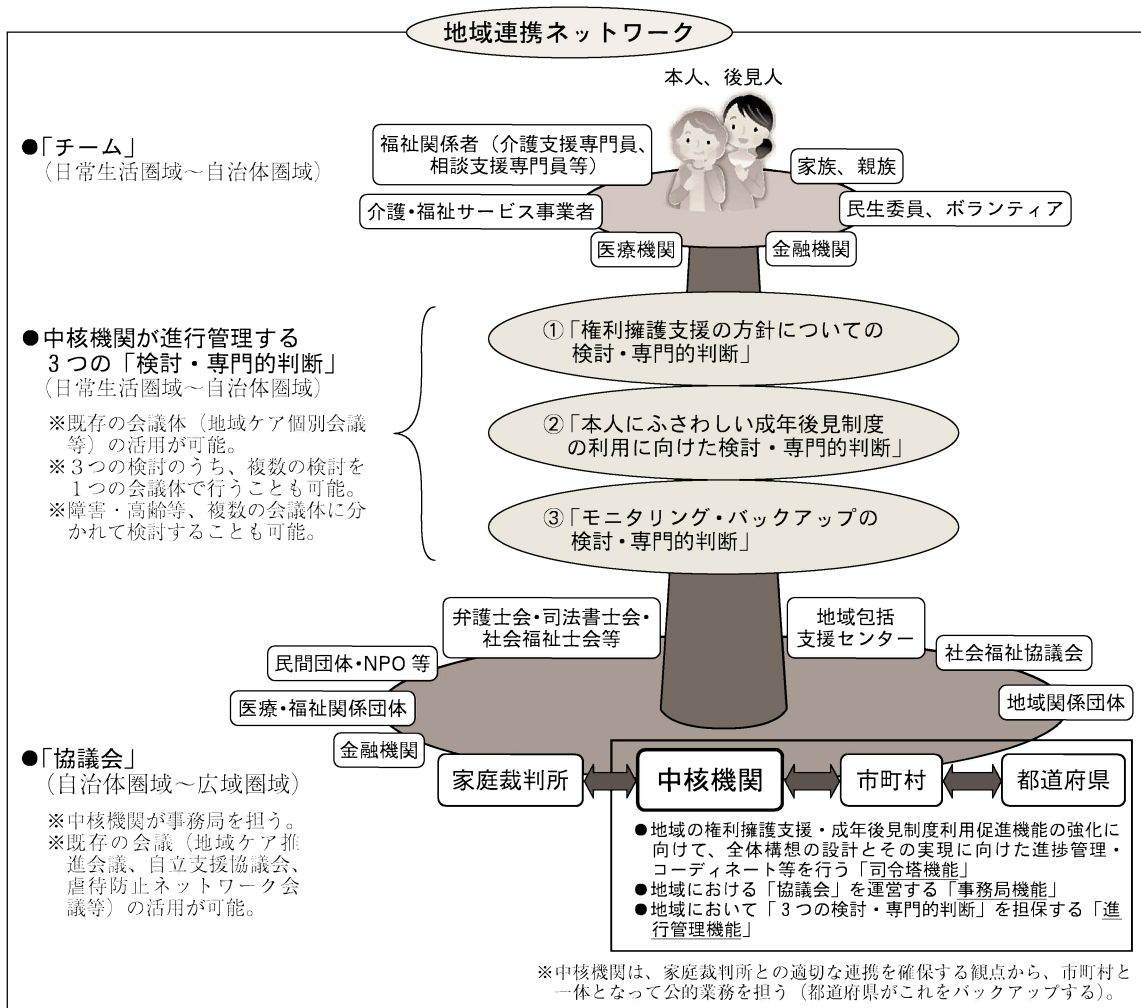 地域連携ネットワーク
本人、後見人
●「チーム」
（日常生活圏域～自治体圏域）
福祉関係者（介護支援専門員、
相談支援専門員等）
家族、親族
介護・福祉サービス事業者
民生委員、ボランティア
医療機関
金融機関
●中核機関が進行管理する
3つの「検討・専門的判断」
（日常生活圏域～自治体圏域）
※既存の会議体（地域ケア個別会議
等）の活用が可能。
※3つの検討のうち、複数の検討を
1つの会議体で行うことも可能。
※障害・高齢等、複数の会議体に分
かれて検討することも可能。
①「権利擁護支援の方針についての
検討・専門的判断」
②「本人にふさわしい成年後見制度
の利用に向けた検討・専門的判断」
③「モニタリング・バックアップの
検討・専門的判断」
弁護士会・司法書士会・
社会福祉士会等
地域包括
支援センター
民間団体・NPO 等
社会福祉協議会
医療・福祉関係団体
地域関係団体
金融機関
●「協議会」
（自治体圏域～広域圏域）
※中核機関が事務局を担う。
※既存の会議（地域ケア推
進会議、自立支援協議会、
虐待防止ネットワーク会
議等）の活用が可能。
家庭裁判所
中核機関
市町村
都道府県
●地域の権利擁護支援・成年後見制度利用促進機能の強化に
向けて、全体構想の設計とその実現に向けた進捗管理・
コーディネート等を行う「司令塔機能」
●地域における「協議会」を運営する「事務局機能」
●地域において「3つの検討・専門的判断」を担保する「進
行管理機能」
※中核機関は、家庭裁判所との適切な連携を確保する観点から、市町村と
一体となって公的業務を担う（都道府県がこれをバックアップする）。